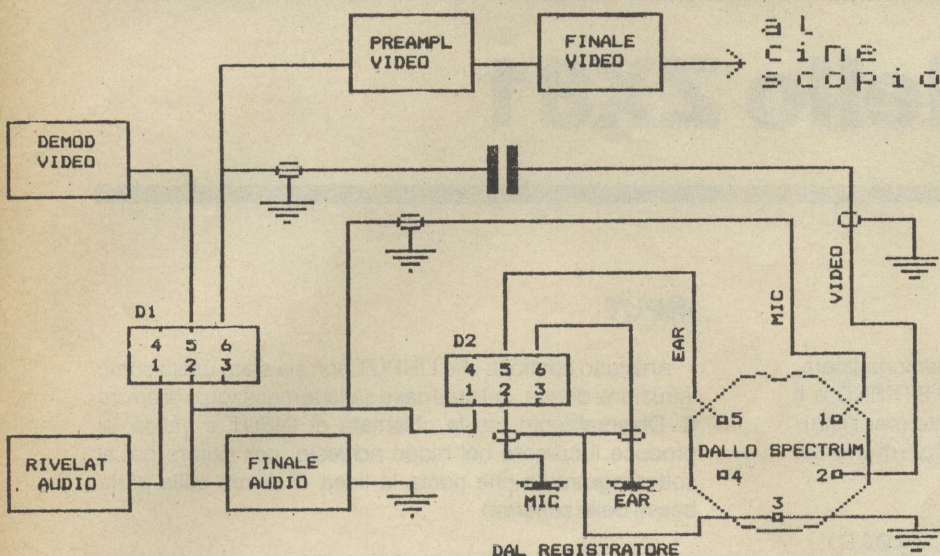 PREAMPL
VIDEO
FINALE
VIDEO
al
cine
scopio
DEMOD
VIDEO
D1
4 5 6
1 2 3
RIVELAT
AUDIO
FINALE
AUDIO
D2
4 5 6
1 2 3
EAR
MIC
VIDEO
MIC
EAR
DAL REGISTRATORE
DALLO SPECTRUM
5
1
4
2
3